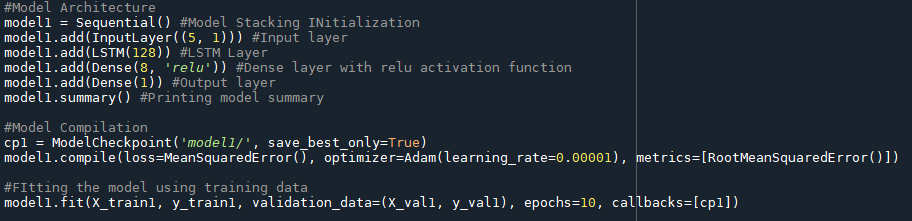 #Model Architecture
model1 = Sequential() #Model Stacking INitialization
model1.add(InputLayer((5, 1))) #Input layer
model1.add(LSTM(128)) #LSTM Layer
model1.add(Dense(8, 'relu')) #Dense layer with relu activation function
model1.add(Dense(1)) #Output layer
model1.summary() #Printing model summary

#Model Compilation
cp1 = ModelCheckpoint('model1/', save_best_only=True)
model1.compile(loss=MeanSquaredError(), optimizer=Adam(learning_rate=0.00001), metrics=[RootMeanSquaredError()])

#FItting the model using training data
model1.fit(X_train1, y_train1, validation_data=(X_val1, y_val1), epochs=10, callbacks=[cp1])